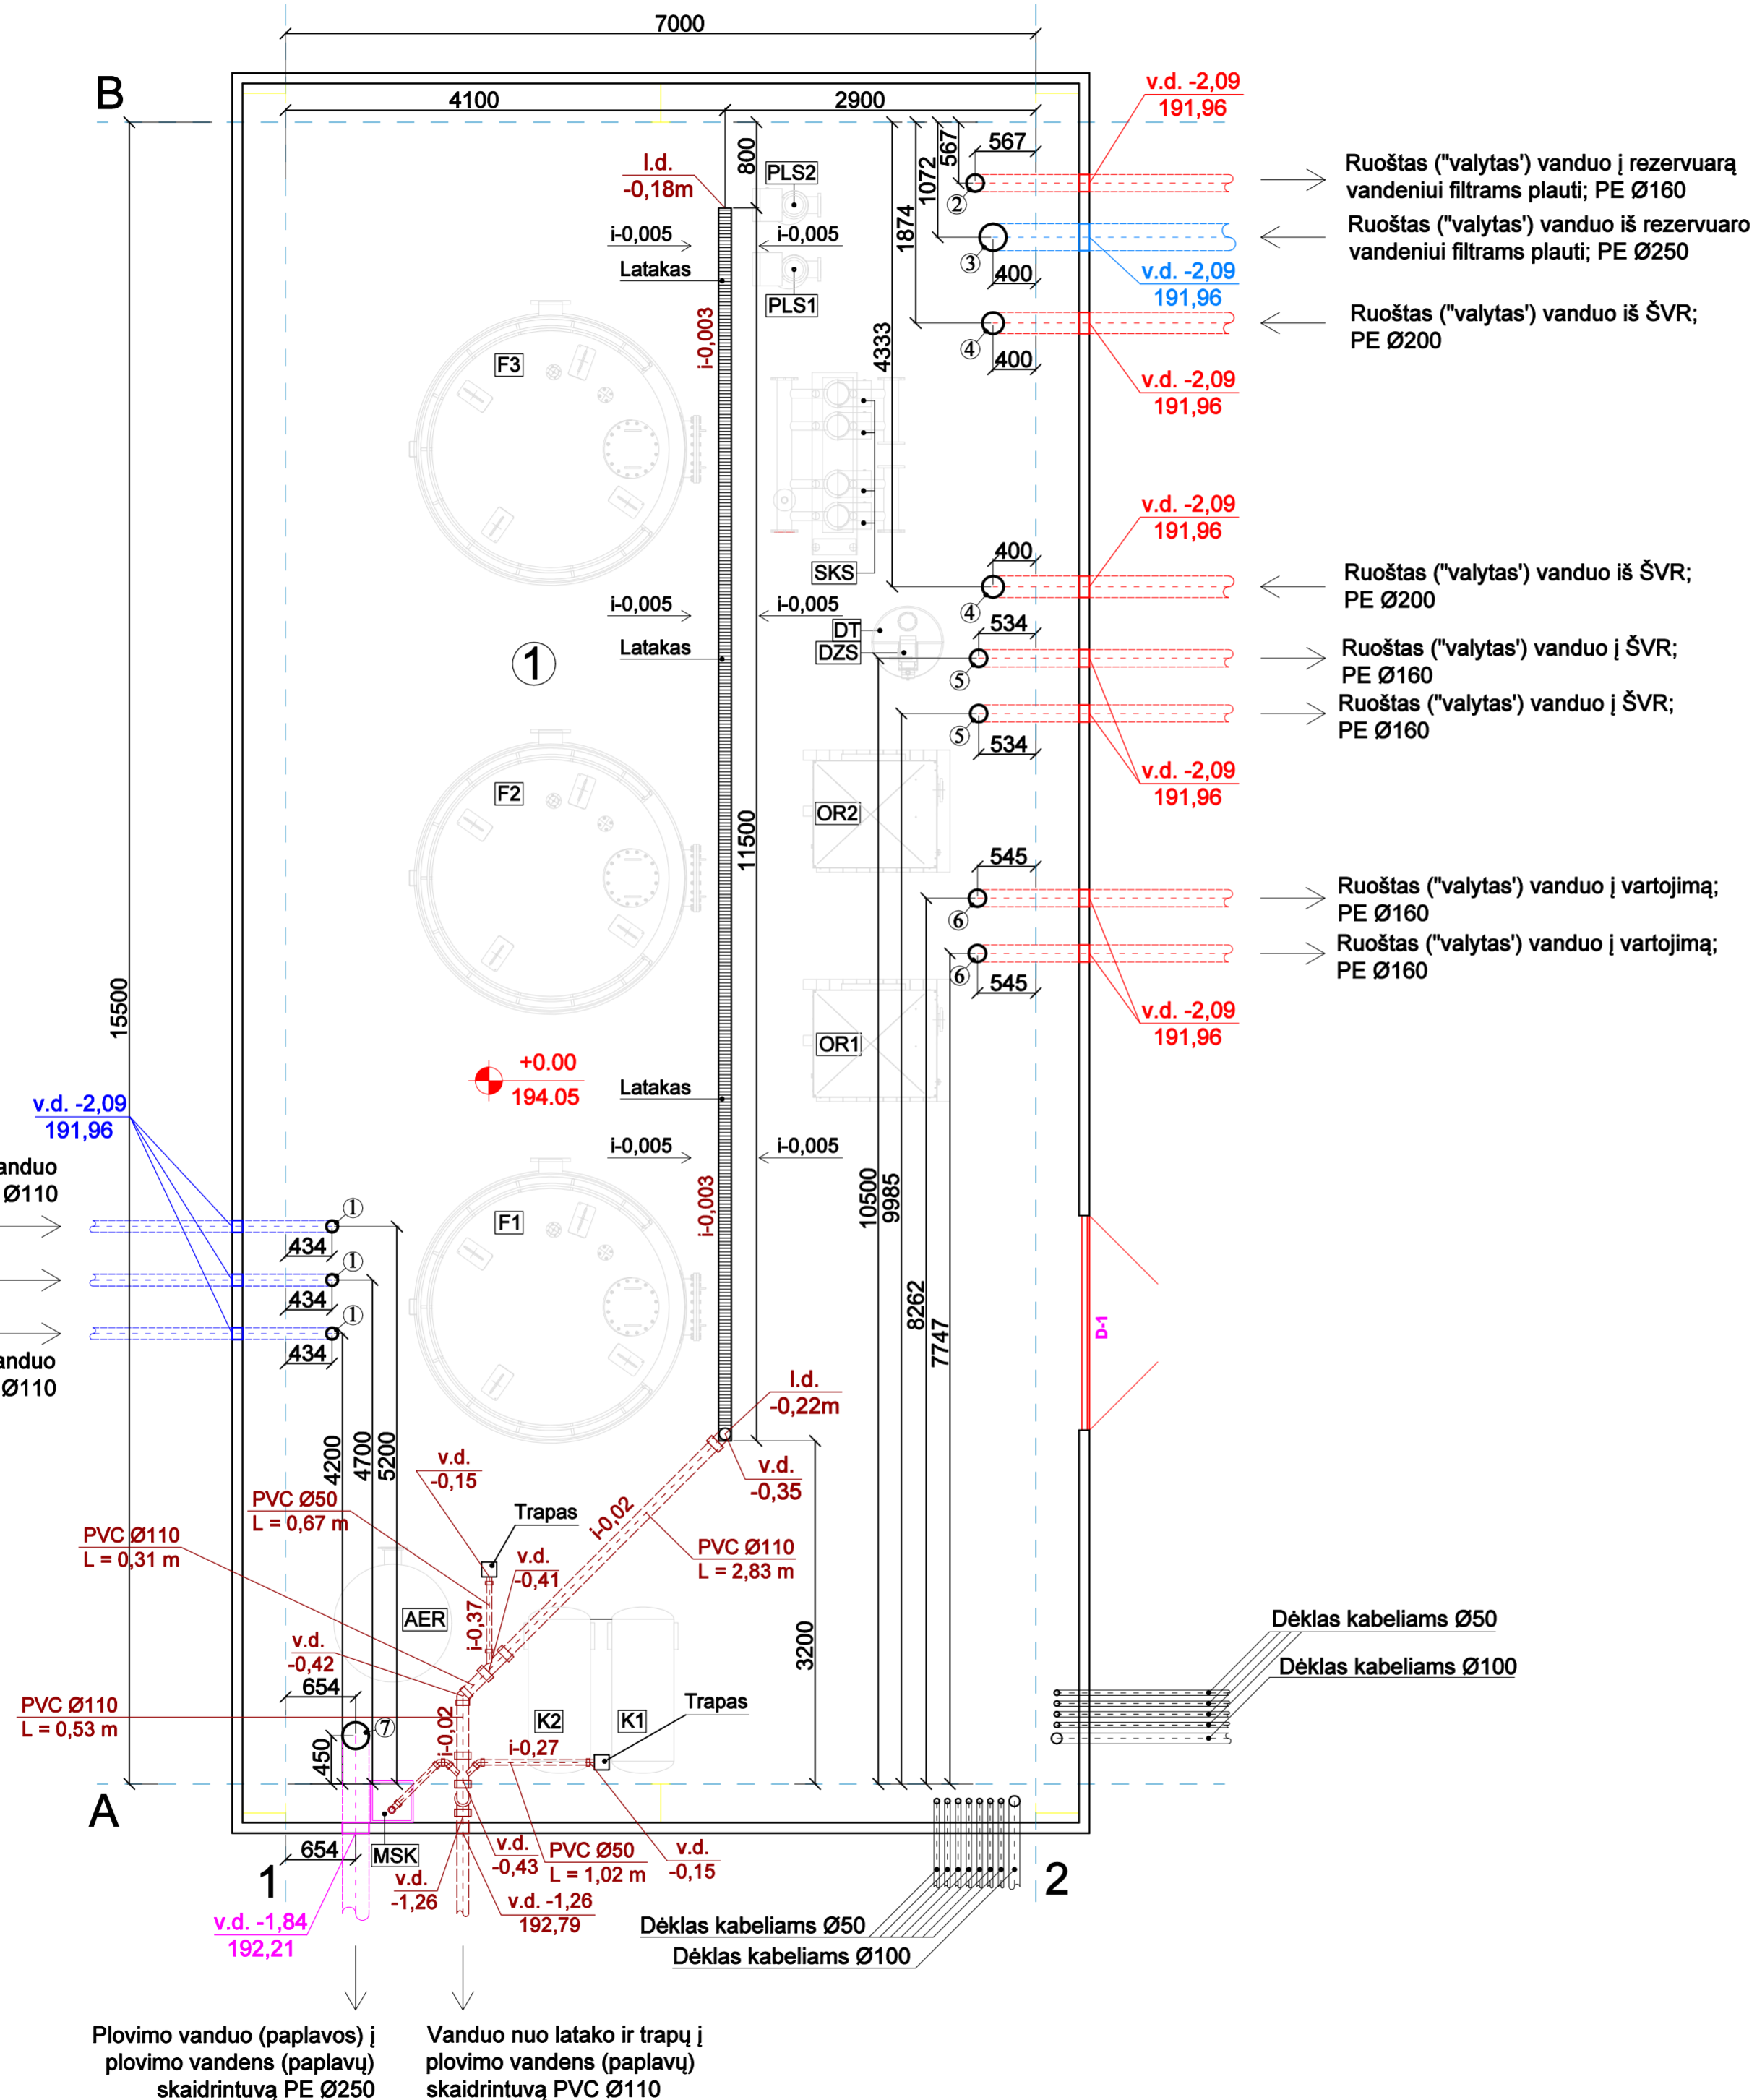 7000
B
4100
2900
v.d. -2,09
191,96
800
567
567
1072
1874
4333
l.d.
-0,18m
PLS2
Ruoštas ("valytas') vanduo į rezervuarą
vandeniui filtrams plauti; PE Ø160
2
i-0,005
i-0,005
Ruoštas ("valytas') vanduo iš rezervuaro
vandeniui filtrams plauti; PE Ø250
3
Latakas
400
v.d. -2,09
191,96
PLS1
i-0,003
Ruoštas ("valytas') vanduo iš ŠVR;
PE Ø200
4
400
F3
v.d. -2,09
191,96
v.d. -2,09
191,96
400
SKS
Ruoštas ("valytas') vanduo iš ŠVR;
PE Ø200
i-0,005
i-0,005
4
534
DT
DZS
1
Latakas
Ruoštas ("valytas') vanduo į ŠVR;
PE Ø160
5
Ruoštas ("valytas') vanduo į ŠVR;
PE Ø160
5
534
v.d. -2,09
191,96
F2
OR2
11500
545
Ruoštas ("valytas') vanduo į vartojimą;
PE Ø160
6
Ruoštas ("valytas') vanduo į vartojimą;
PE Ø160
6
545
15500
v.d. -2,09
191,96
OR1
+0.00
194.05
Latakas
v.d. -2,09
191,96
i-0,005
i-0,005
anduo
Ø110
10500
9985
8262
7747
i-0,003
1
F1
434
1
434
1
434
D-1
anduo
Ø110
l.d.
-0,22m
4200
4700
5200
v.d.
-0,15
v.d.
-0,35
PVC Ø50
L = 0,67 m
Trapas
i-0,02
PVC Ø110
L = 0,31 m
v.d.
-0,41
PVC Ø110
L = 2,83 m
AER
i-0,37
3200
Dėklas kabeliams Ø50
v.d.
-0,42
Dėklas kabeliams Ø100
654
PVC Ø110
L = 0,53 m
7
i-0,02
K2
K1
Trapas
450
i-0,27
A
654
MSK
v.d.
-0,43
PVC Ø50
L = 1,02 m
v.d.
-0,15
1
2
v.d.
-1,26
v.d. -1,26
192,79
v.d. -1,84
192,21
Dėklas kabeliams Ø50
Dėklas kabeliams Ø100
Plovimo vanduo (paplavos) į
plovimo vandens (paplavų)
skaidrintuvą PE Ø250
Vanduo nuo latako ir trapų į
plovimo vandens (paplavų)
skaidrintuvą PVC Ø110